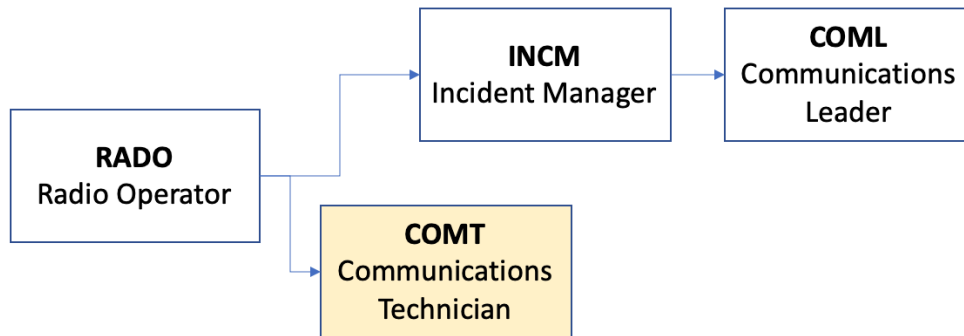 RADO
Radio Operator
INCM
Incident Manager
COML
Communications
Leader
COMT
Communications
Technician